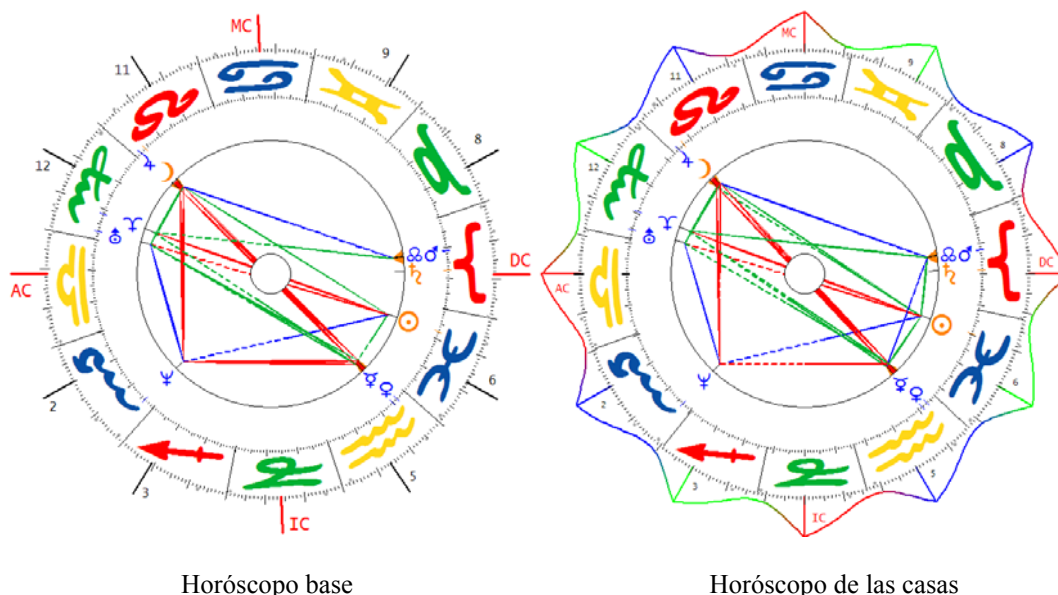 MC
11
9
12
8
AC
DC
2
6
3
5
IC
MC
11
9
12
8
AC
DC
2
6
3
5
IC
Horóscopo base
Horóscopo de las casas